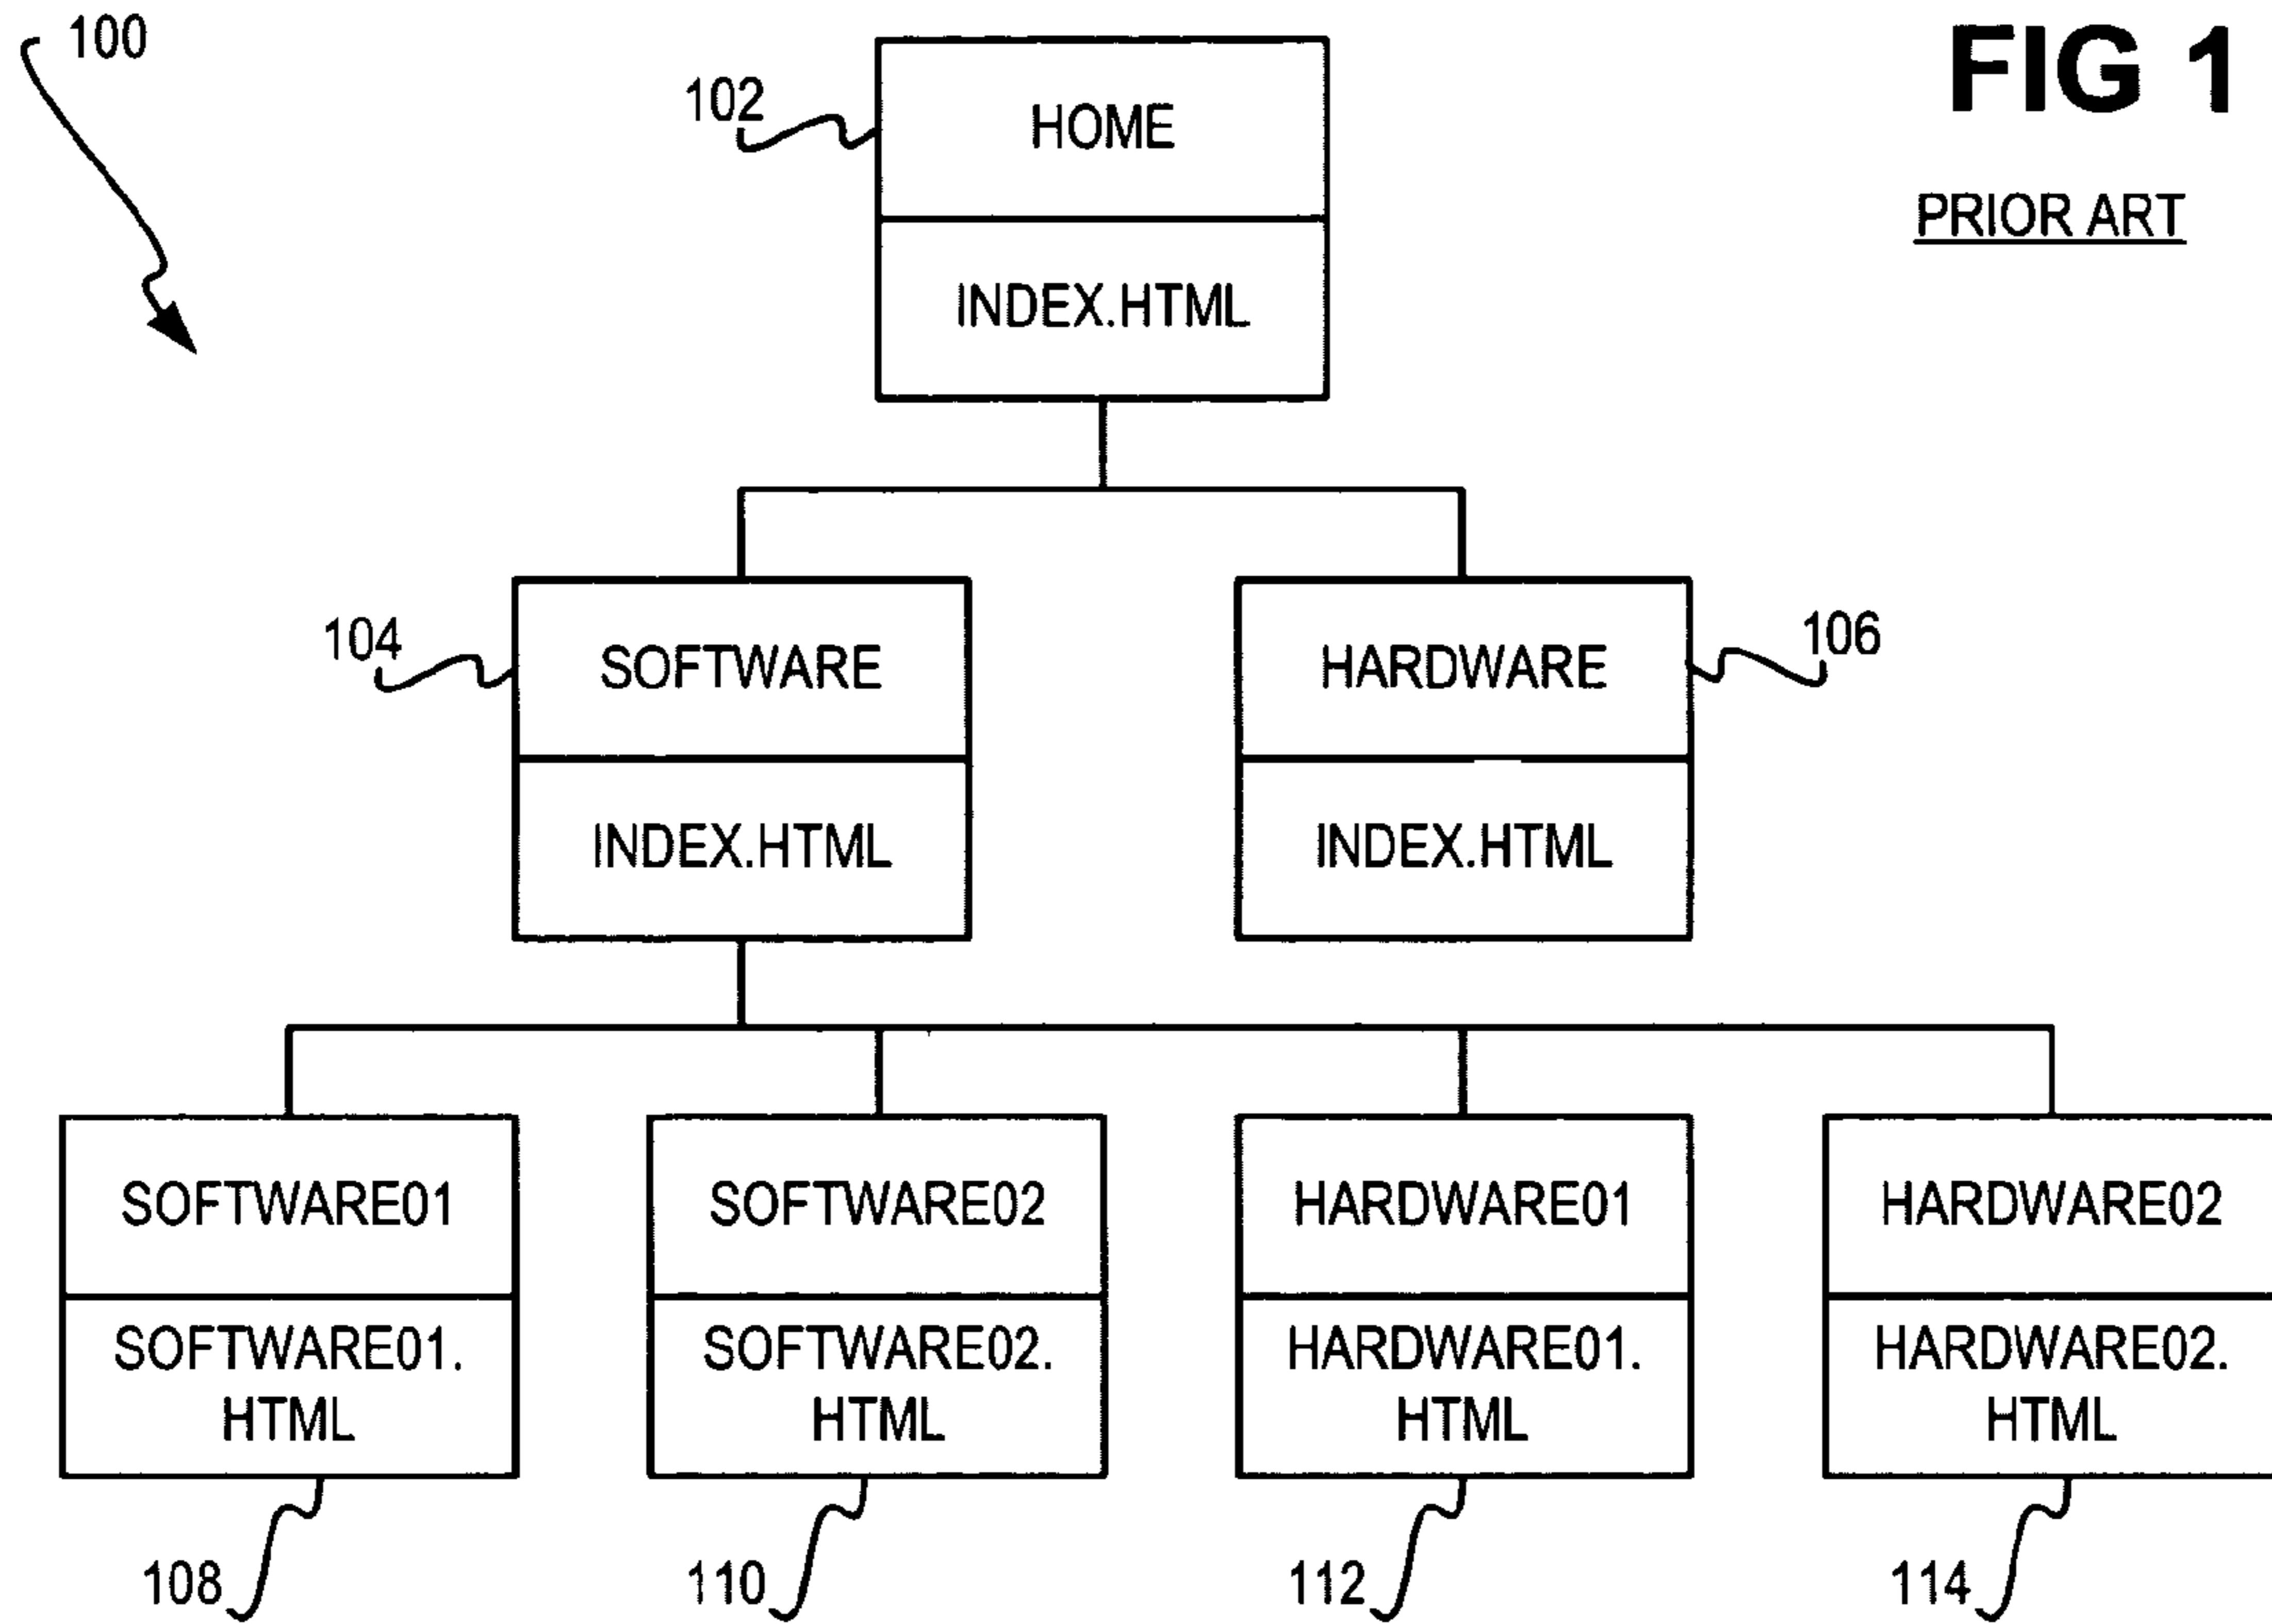 100
FIG 1
PRIOR ART
102
HOME
INDEX.HTML
104
SOFTWARE
INDEX.HTML
HARDWARE
106
INDEX.HTML
SOFTWARE01
SOFTWARE01.
HTML
SOFTWARE02
SOFTWARE02.
HTML
HARDWARE01
HARDWARE01.
HTML
HARDWARE02
HARDWARE02.
HTML
108
110
112
114